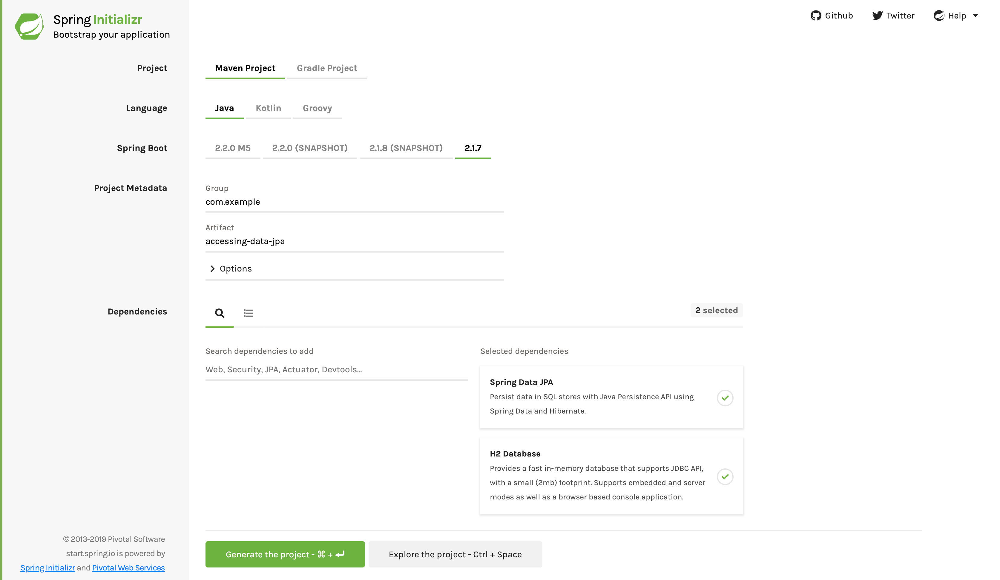 Spring Initializr
Bootstrap your application
Github
Twitter
Help
Project
Maven Project
Gradle Project
Language
Java
Kotlin
Groovy
Spring Boot
2.2.0 M5
2.2.0 (SNAPSHOT)
2.1.8 (SNAPSHOT)
2.1.7
Project Metadata
Group
com.example
Artifact
accessing-data-jpa
Options
Dependencies
2 selected
Search dependencies to add
Web, Security, JPA, Actuator, Devtools...
Selected dependencies
Spring Data JPA
Persist data in SQL stores with Java Persistence API using
Spring Data and Hibernate.
H2 Database
Provides a fast in-memory database that supports JDBC API,
with a small (2mb) footprint. Supports embedded and server
modes as well as a browser based console application.
© 2013-2019 Pivotal Software
start.spring.io is powered by
Spring Initializr and Pivotal Web Services
Generate the project - ⌘ + ↵
Explore the project - Ctrl + Space